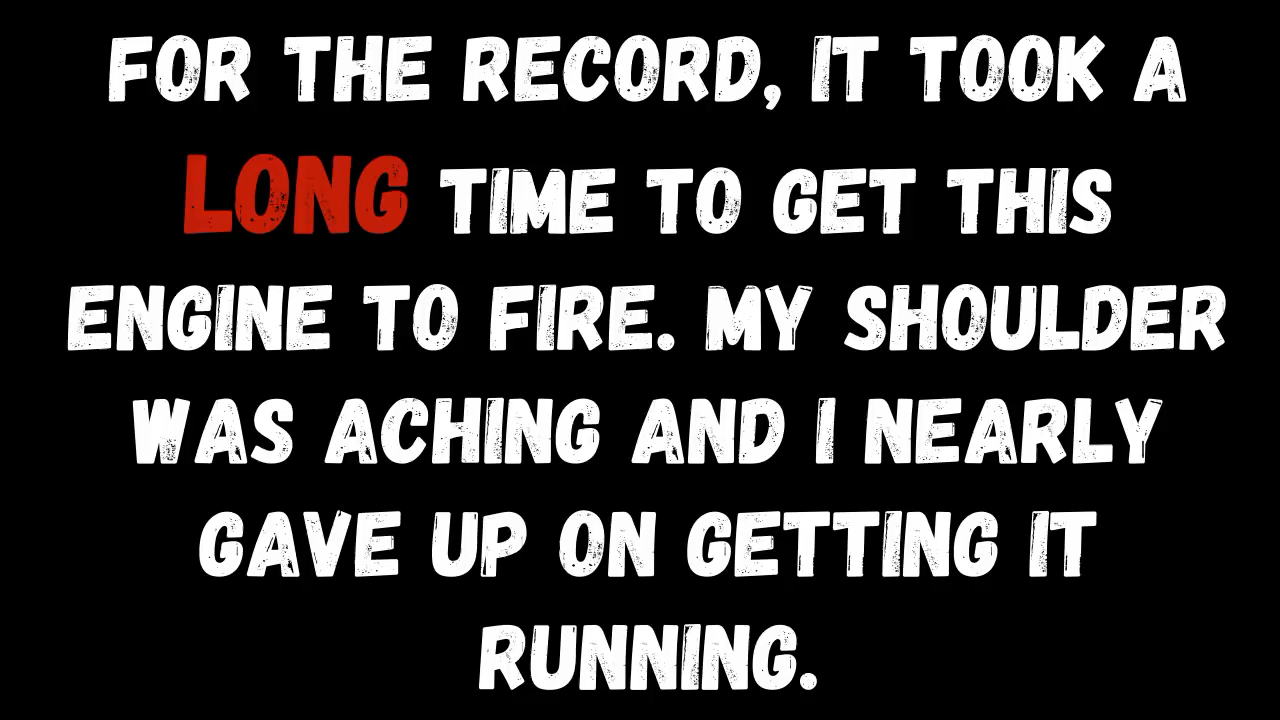 FOR THE RECORD, IT TOOK A
LONG TIME TO GET THIS
ENGINE TO FIRE. MY SHOULDER
WAS ACHING AND I NEARLY
GAVE UP ON GETTING IT
RUNNING.